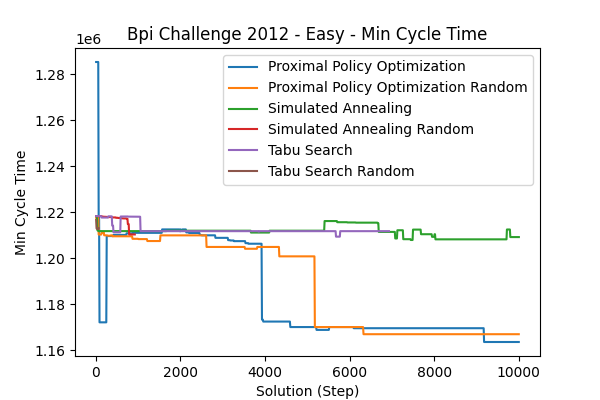 Bpi Challenge 2012 - Easy - Min Cycle Time
1e6
1.28
1.26
1.24
1.22
1.20
1.18
1.16
Min Cycle Time
Proximal Policy Optimization
Proximal Policy Optimization Random
Simulated Annealing
Simulated Annealing Random
Tabu Search
Tabu Search Random
0 2000 4000 6000 8000 10000
Solution (Step)